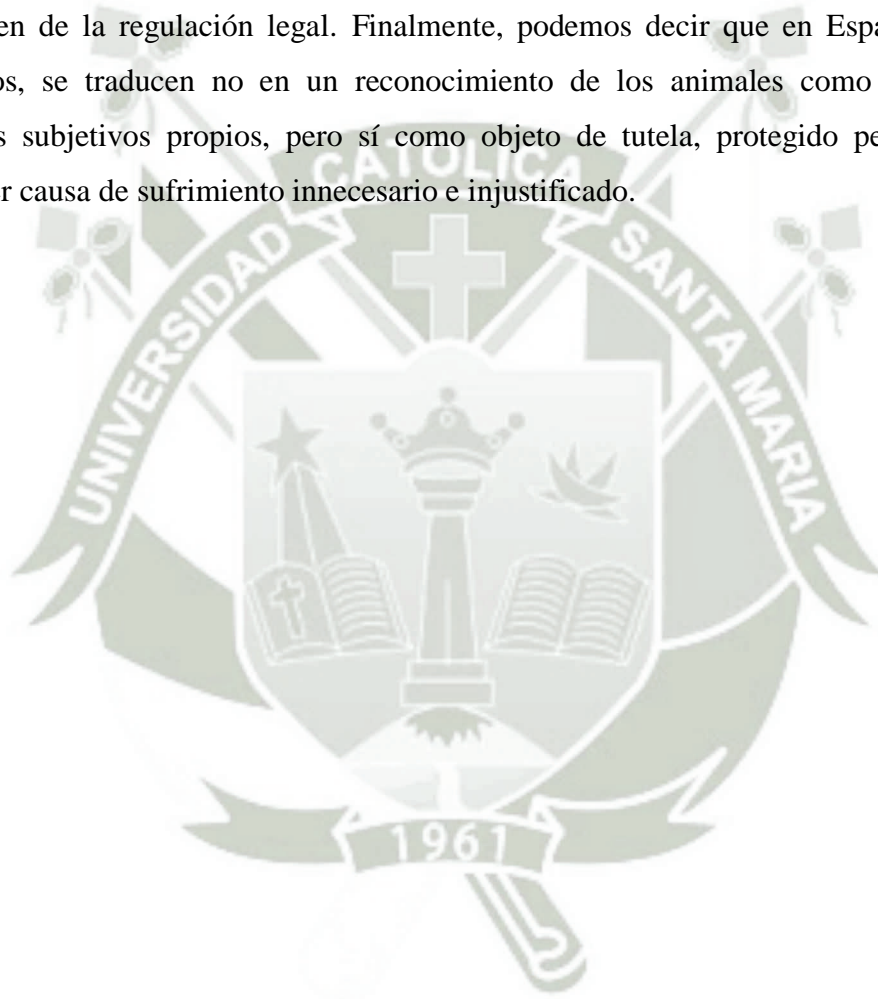 en de la regulación legal. Finalmente, podemos decir que en Espa
os, se traducen no en un reconocimiento de los animales como
s subjetivos propios, pero sí como objeto de tutela, protegido pe
r causa de sufrimiento innecesario e injustificado.
UNIVERSIDAD CATOLICA SANTA MARIA
1961